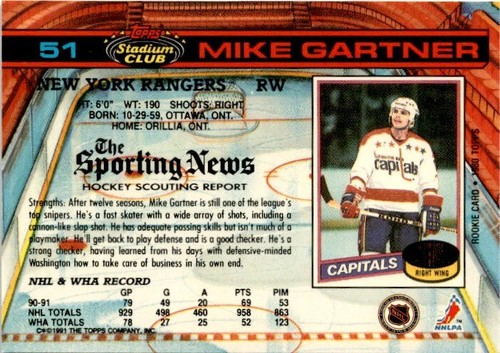 51
Topps
Stadium
CLUB
MIKE GARTNER
NEW YORK RANGERS RW
HT: 6'0" WT: 190 SHOOTS: RIGHT
BORN: 10-29-59, OTTAWA, ONT.
HOME: ORILLIA, ONT.
The
Sporting News
HOCKEY SCOUTING REPORT
Strengths: After twelve seasons, Mike Gartner is still one of the league's
top snipers. He's a fast skater with a wide array of shots, including a
cannon-like slap shot. He has adequate passing skills but isn't much of a
playmaker. He'll get back to play defense and is a good checker. He's a
strong checker, having learned from his days with defensive-minded
Washington how to take care of business in his own end.
capitals
CAPITALS
RIGHT WING
ROOKIE CARD • 1980 TOPPS
NHL & WHA RECORD
GP G A PTS PIM
90-91 79 49 20 69 53
NHL TOTALS 929 498 460 958 863
WHA TOTALS 78 27 25 52 123
C®©1991 THE TOPPS COMPANY, INC.
NHL
NHLPA